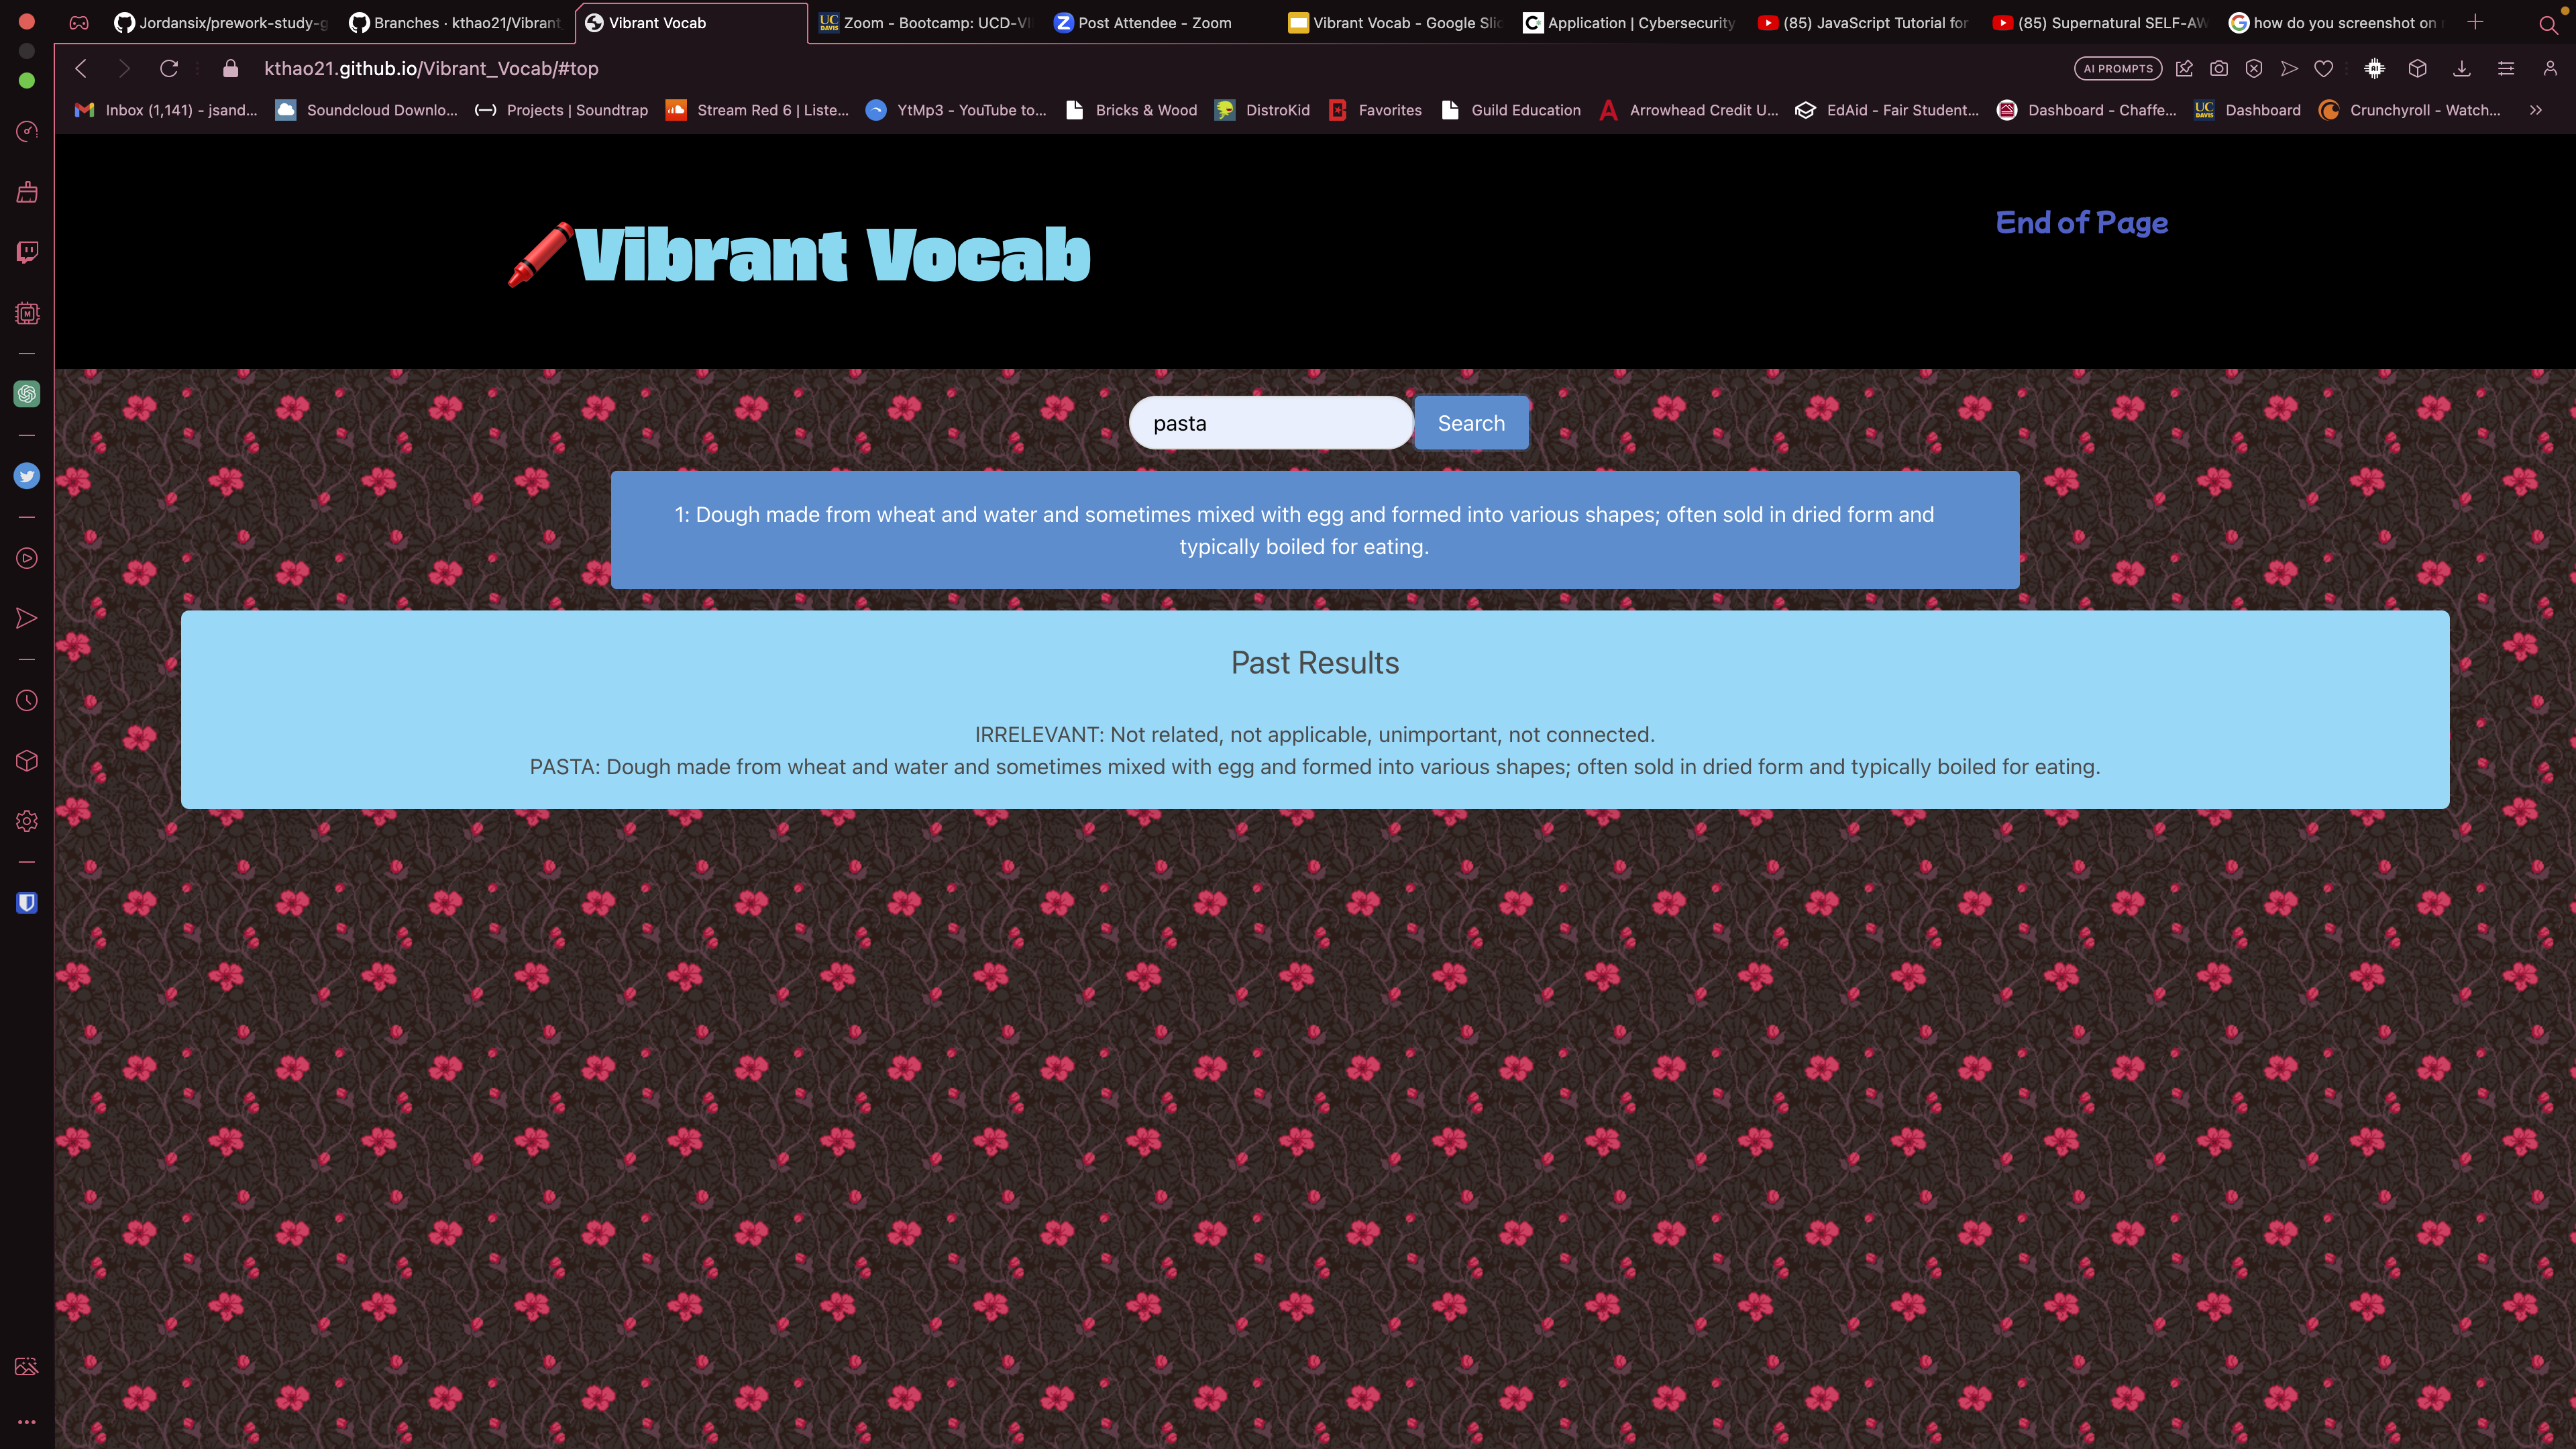 Jordansix/prework-study-g
Branches · kthao21/Vibrant
Vibrant Vocab
Zoom - Bootcamp: UCD-VI
Post Attendee - Zoom
Vibrant Vocab - Google Slid
Application | Cybersecurity
(85) JavaScript Tutorial for
(85) Supernatural SELF-AW
how do you screenshot on
kthao21.github.io/Vibrant_Vocab/#top
AI PROMPTS
Inbox (1,141) - jsand...
Soundcloud Downlo...
Projects | Soundtrap
Stream Red 6 | Liste...
YtMp3 - YouTube to...
Bricks & Wood
DistroKid
Favorites
Guild Education
Arrowhead Credit U...
EdAid - Fair Student...
Dashboard - Chaffe...
UC DAVIS
Dashboard
Crunchyroll - Watch...
End of Page
Vibrant Vocab
pasta
Search
1: Dough made from wheat and water and sometimes mixed with egg and formed into various shapes; often sold in dried form and
typically boiled for eating.
Past Results
IRRELEVANT: Not related, not applicable, unimportant, not connected.
PASTA: Dough made from wheat and water and sometimes mixed with egg and formed into various shapes; often sold in dried form and typically boiled for eating.